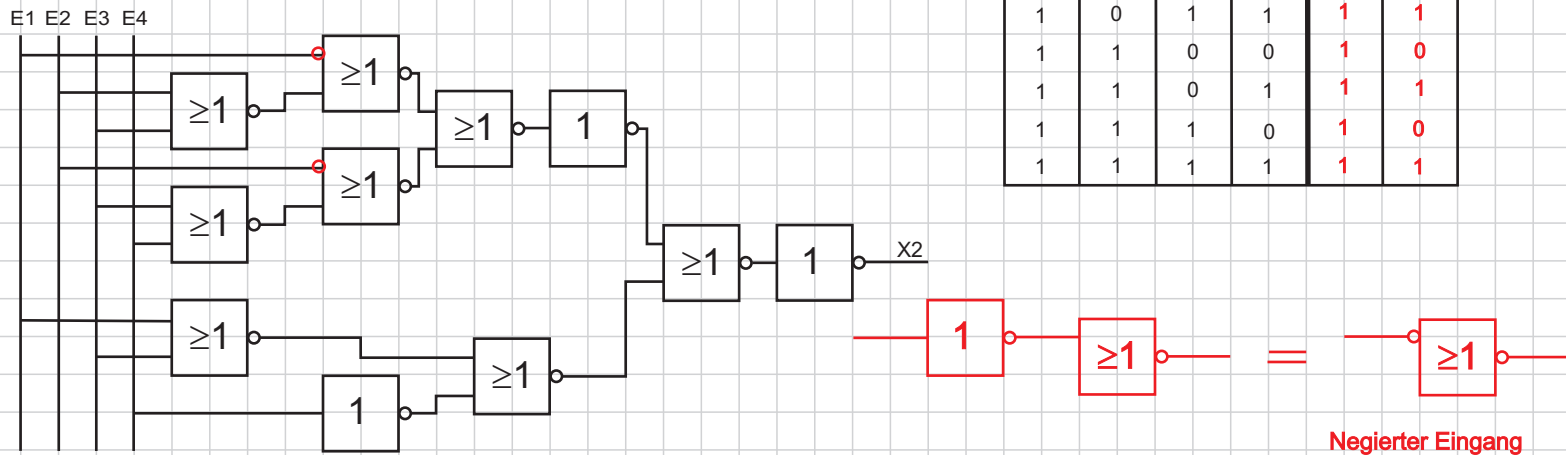 E1 E2 E3 E4
1 0 1 1 1 1
1 1 0 0 1 0
1 1 0 1 1 1
1 1 1 0 1 0
1 1 1 1 1 1
≥1
≥1
≥1 1
≥1
≥1
≥1 1 X2
≥1
≥1
1
1 ≥1 = ≥1
Negierter Eingang